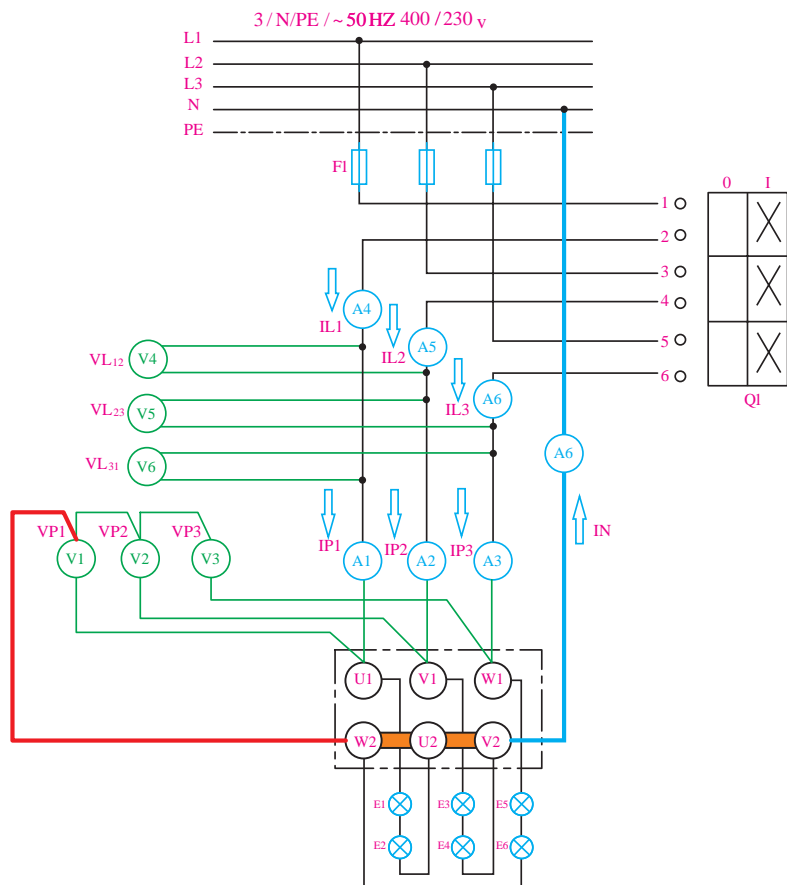 3 / N/PE / ~ 50 HZ 400 / 230 v
L1
L2
L3
N
PE
F1
0 I
1
2
3
4
5
6
Q1
A4
IL1
A5
IL2
A6
IL3
V4
VL12
V5
VL23
V6
VL31
A6
IN
VP1 VP2 VP3
V1 V2 V3
IP1 IP2 IP3
A1 A2 A3
U1 V1 W1
W2 U2 V2
E1 E3 E5
E2 E4 E6